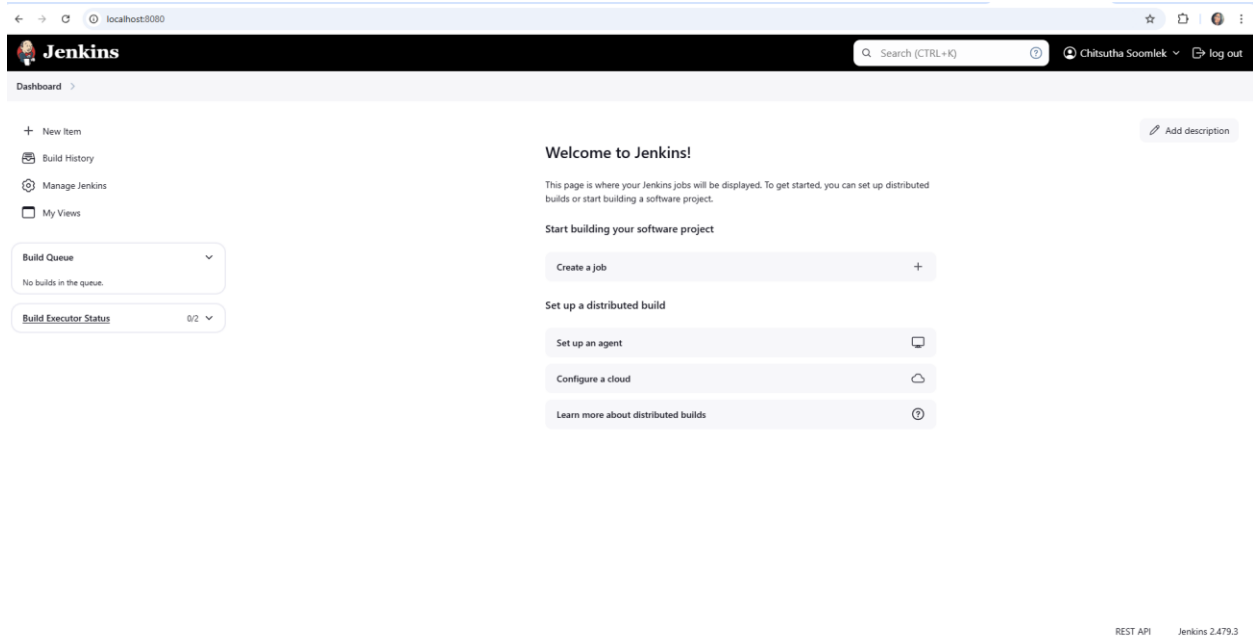 localhost:8080
Jenkins
Search (CTRL+K)
Chitsutha Soomlek
log out
Dashboard
New Item
Build History
Manage Jenkins
My Views
Build Queue
No builds in the queue.
Build Executor Status
0/2
Add description
Welcome to Jenkins!
This page is where your Jenkins jobs will be displayed. To get started, you can set up distributed
builds or start building a software project.
Start building your software project
Create a job
Set up a distributed build
Set up an agent
Configure a cloud
Learn more about distributed builds
REST API
Jenkins 2.479.3